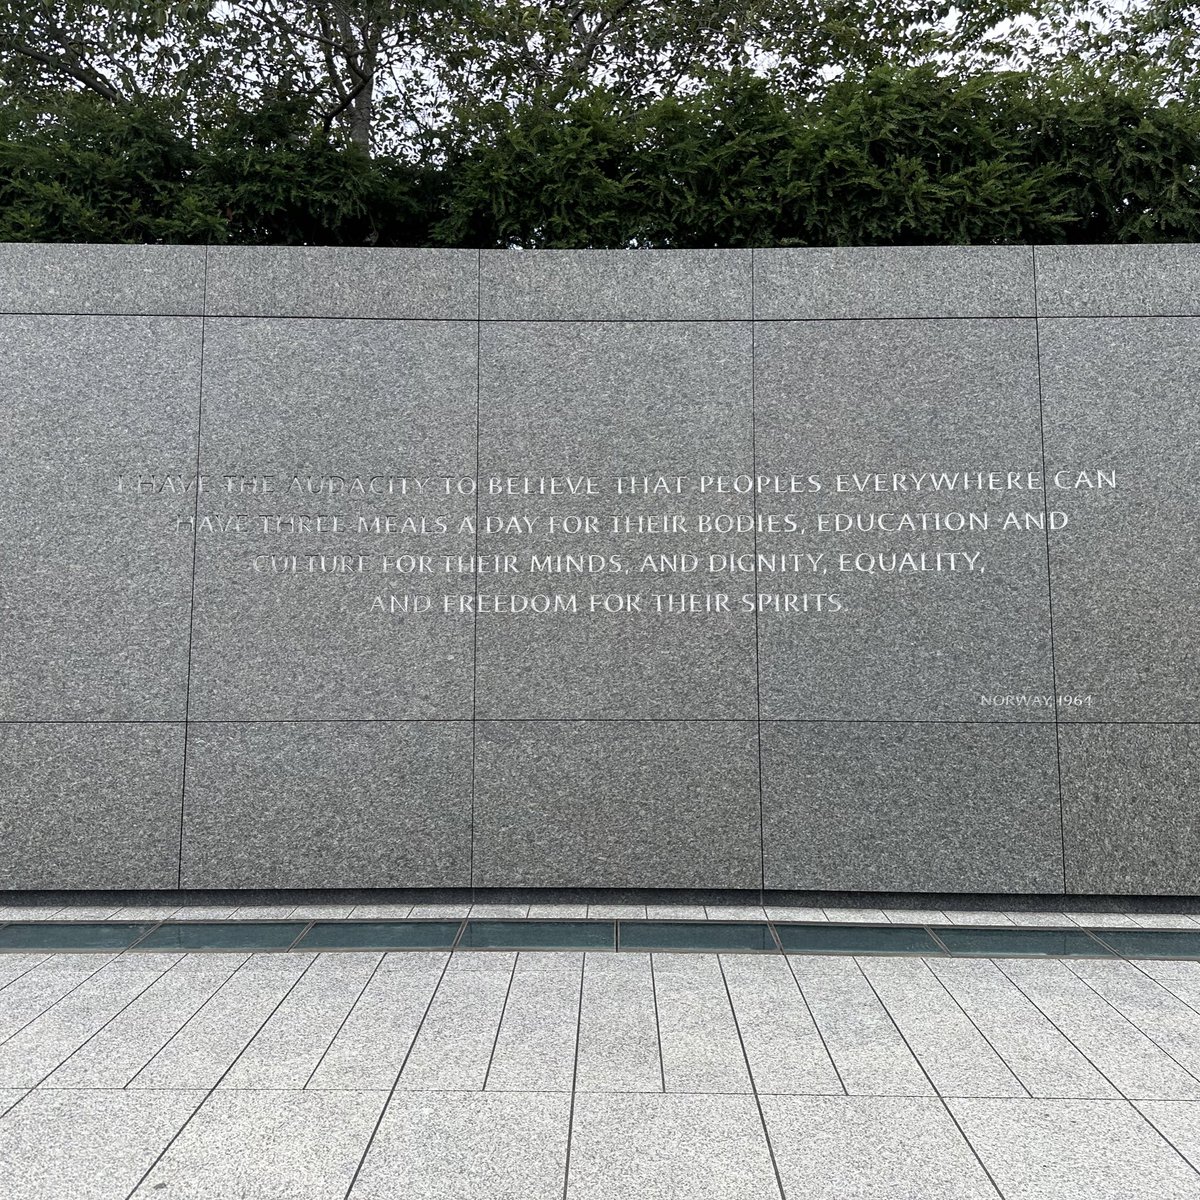 I HAVE THE AUDACITY TO BELIEVE THAT PEOPLES EVERYWHERE CAN
HAVE THREE MEALS A DAY FOR THEIR BODIES, EDUCATION AND
CULTURE FOR THEIR MINDS, AND DIGNITY, EQUALITY,
AND FREEDOM FOR THEIR SPIRITS.
NORWAY, 1964